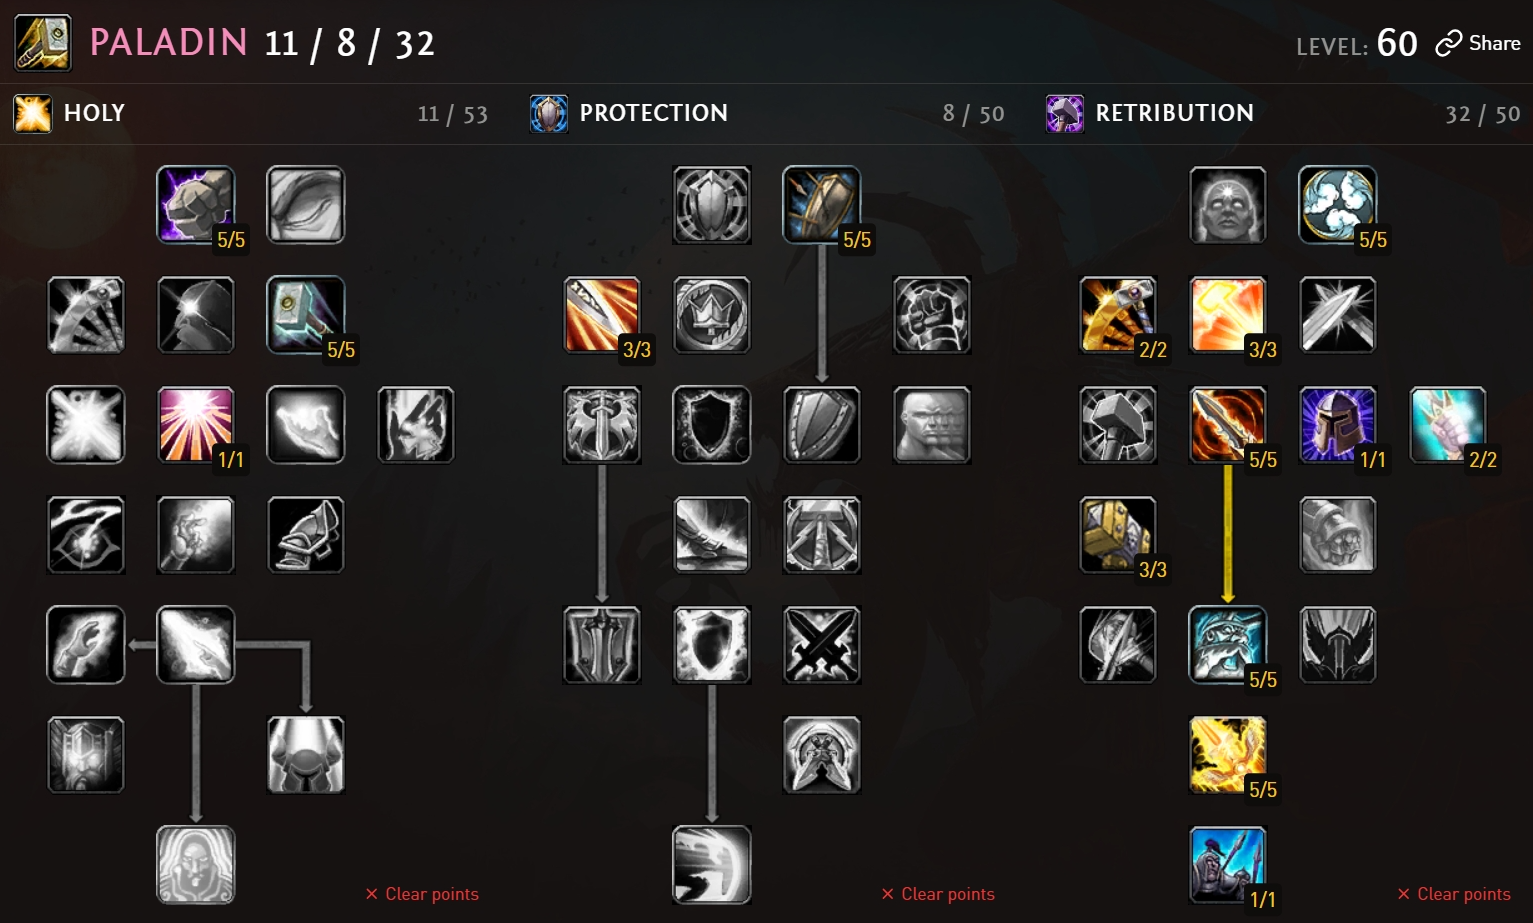 PALADIN 11 / 8 / 32
LEVEL: 60 Share
HOLY 11 / 53
PROTECTION 8 / 50
RETRIBUTION 32 / 50
5/5 5/5 5/5
5/5 3/3 2/2 3/3
1/1 5/5 1/1 2/2
3/3
5/5
5/5
1/1
× Clear points × Clear points × Clear points